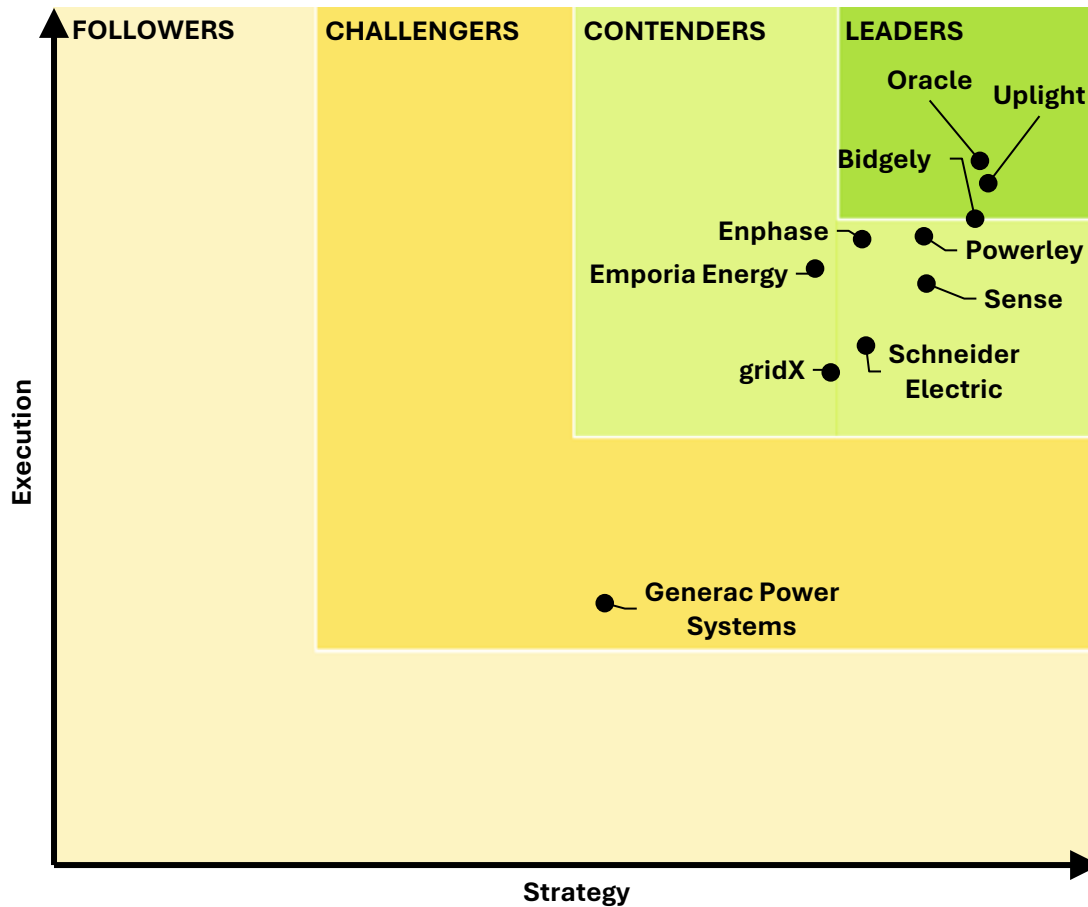 FOLLOWERS
CHALLENGERS
CONTENDERS
LEADERS
Oracle
Uplight
Bidgely
Enphase
Powerley
Emporia Energy
Sense
gridX
Schneider
Electric
Generac Power
Systems
Execution
Strategy